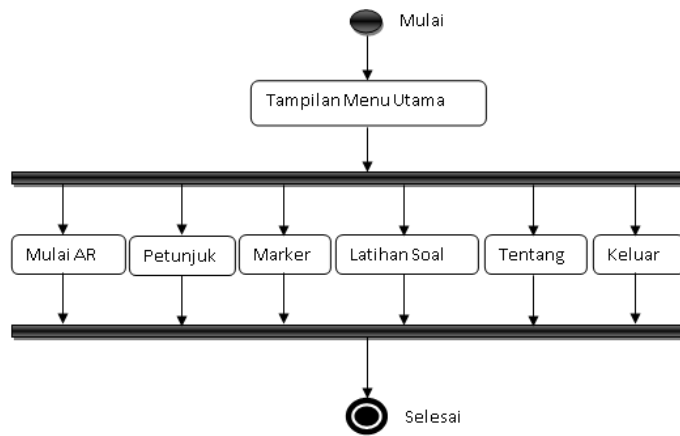 Mulai
Tampilan Menu Utama
Mulai AR
Petunjuk
Marker
Latihan Soal
Tentang
Keluar
Selesai